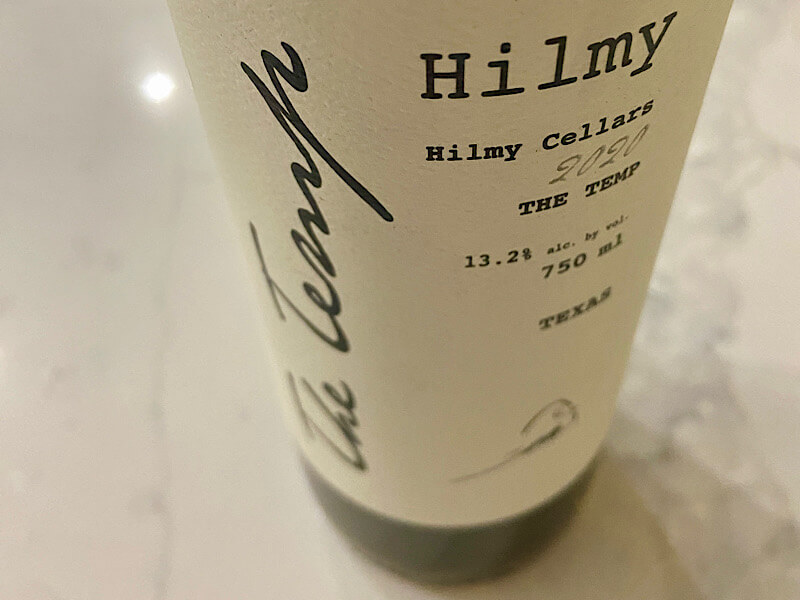 The Temp
Hilmy
Hilmy Cellars
2020
THE TEMP
13.2% alc. by vol.
750 ml
TEXAS